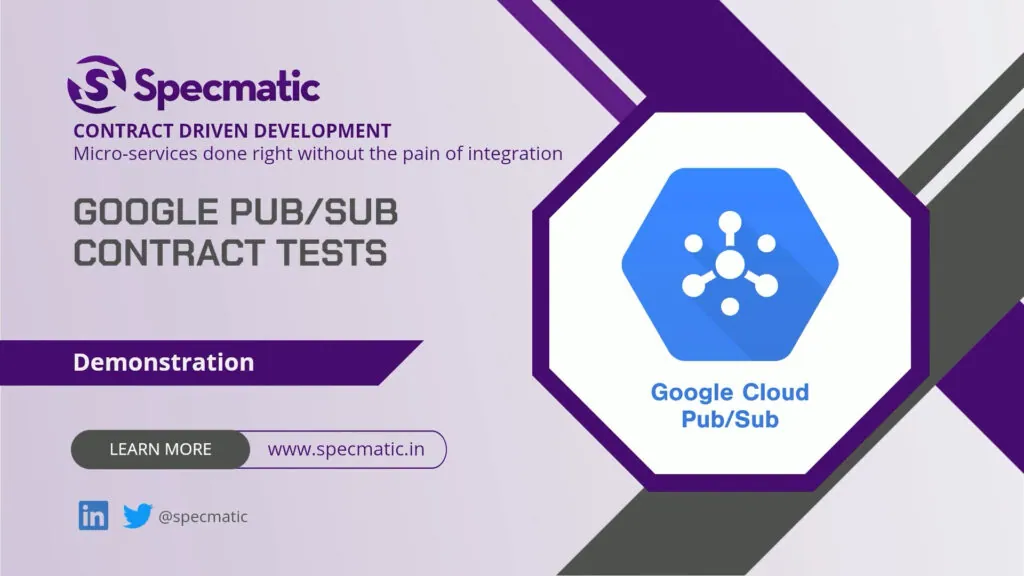 Specmatic
CONTRACT DRIVEN DEVELOPMENT
Micro-services done right without the pain of integration
GOOGLE PUB/SUB
CONTRACT TESTS
Demonstration
LEARN MORE
www.specmatic.in
in
@specmatic
Google Cloud
Pub/Sub